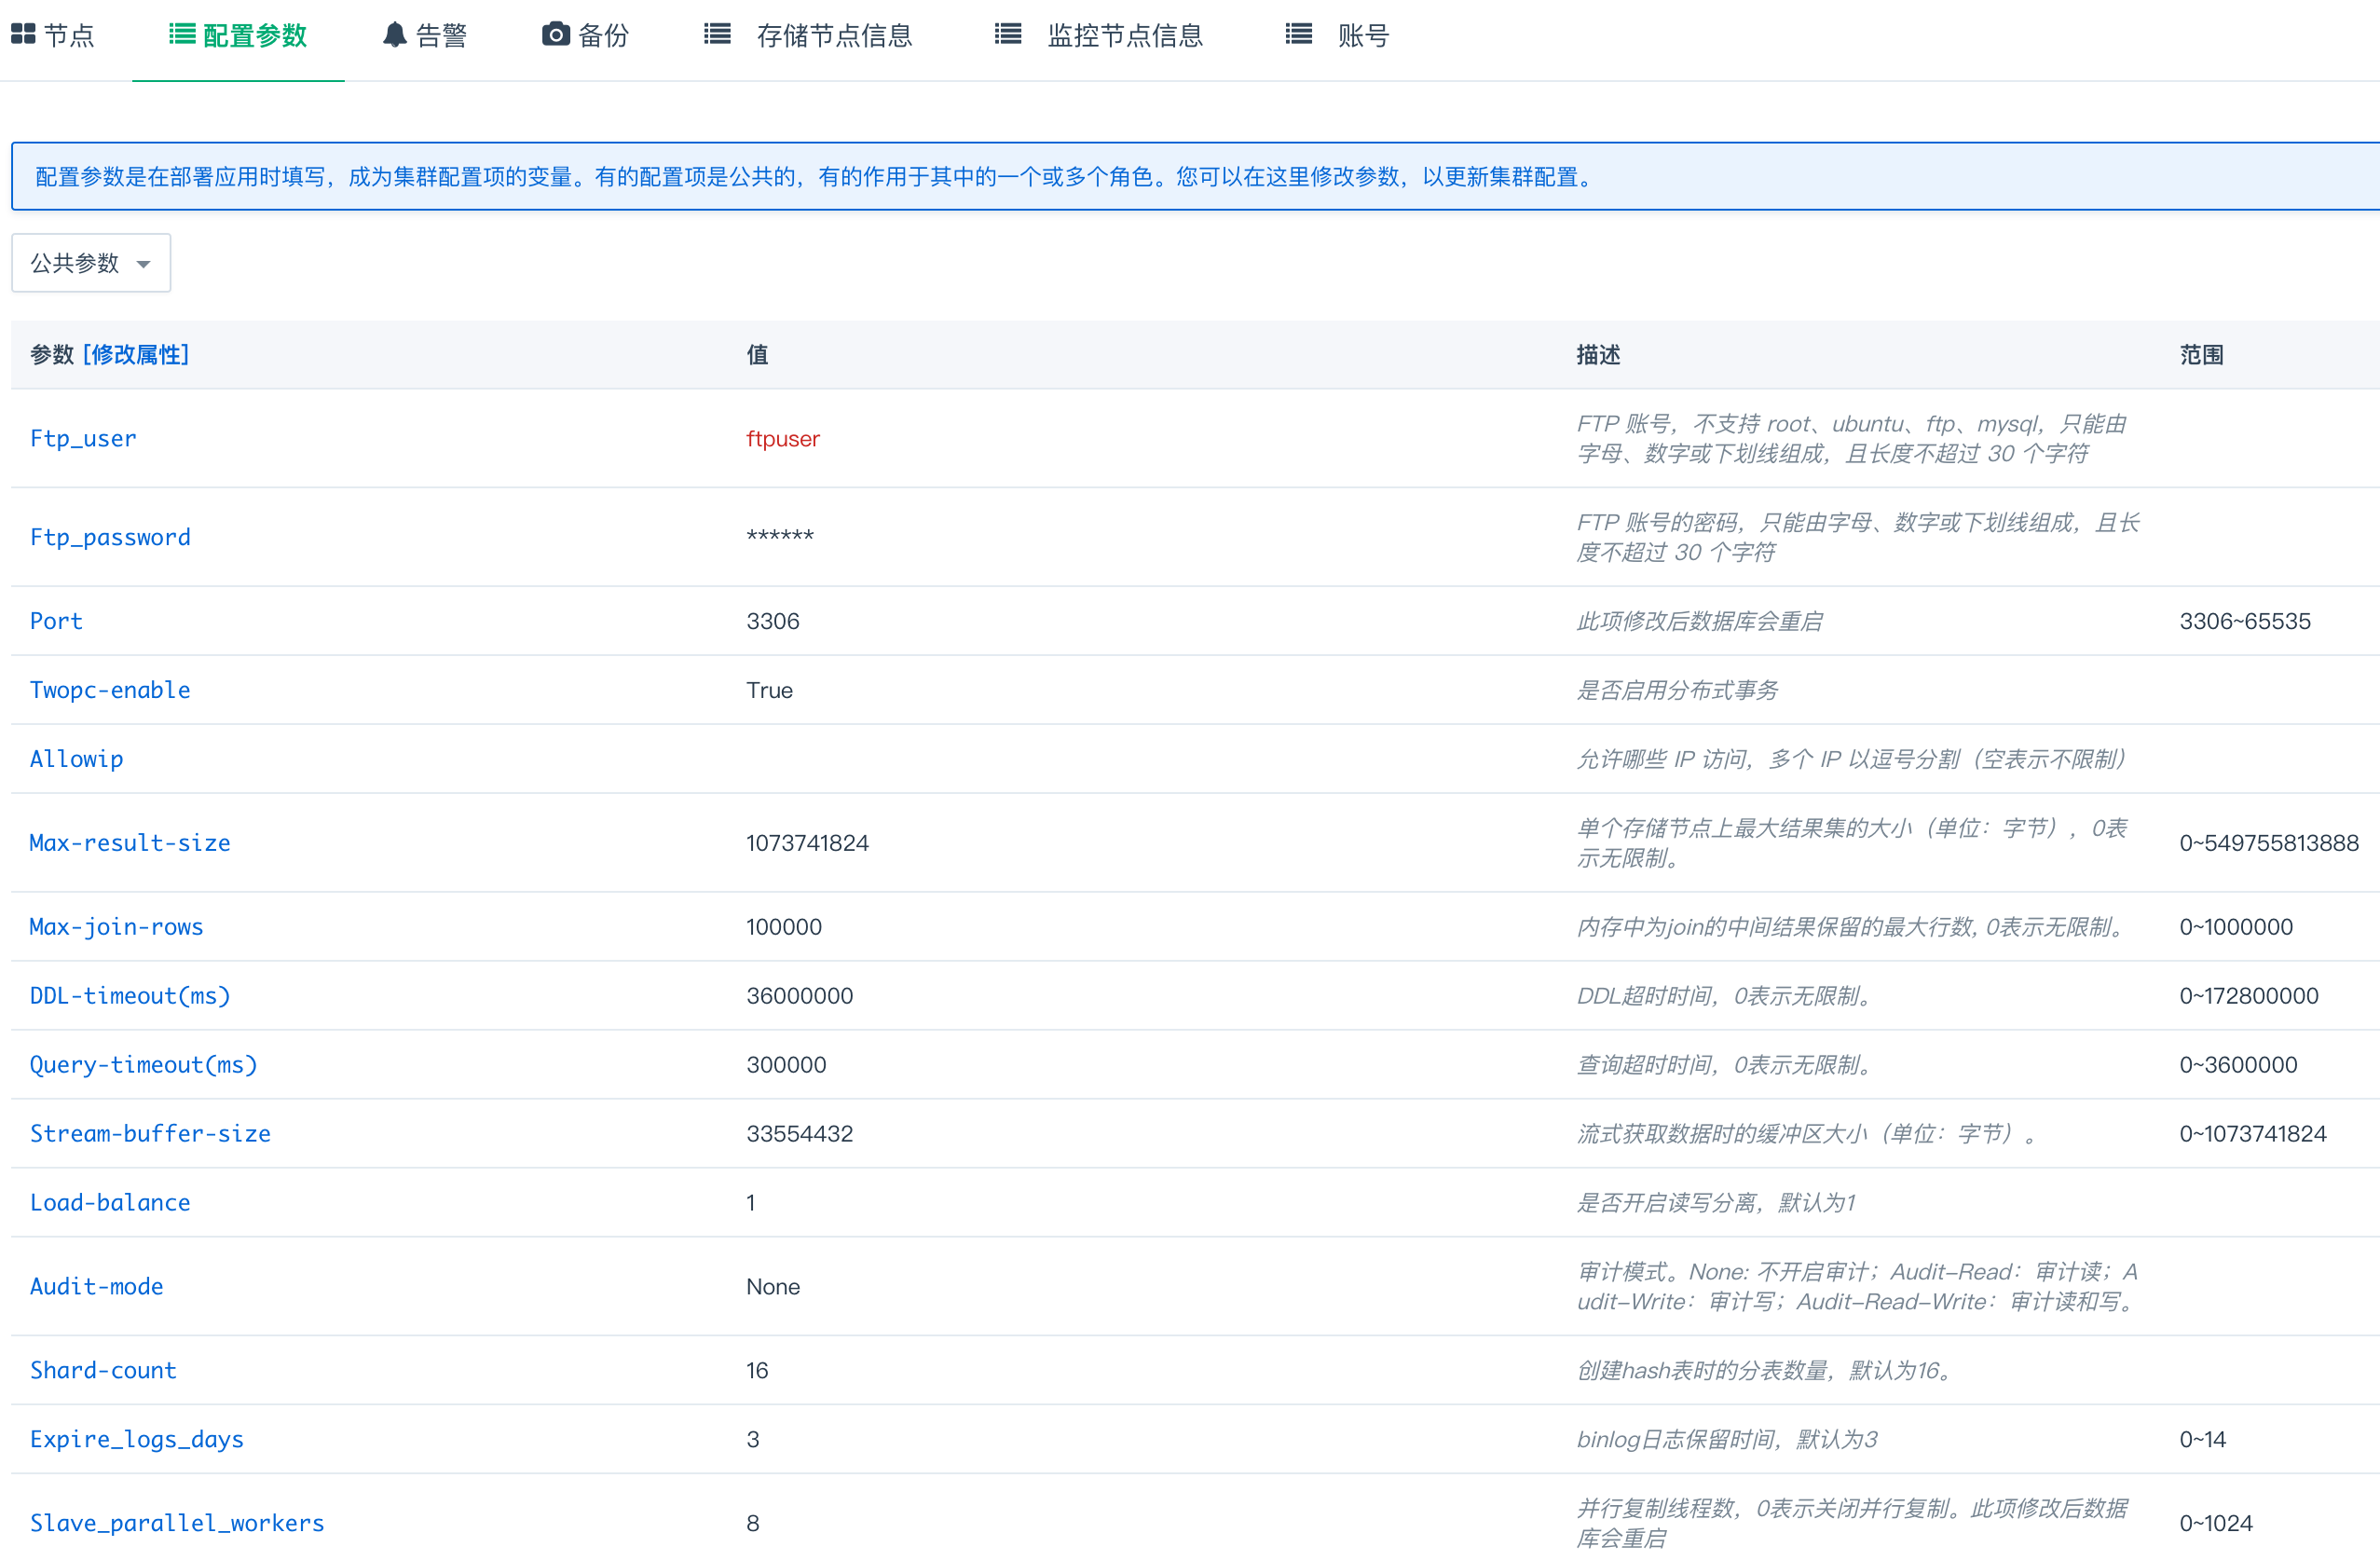 节点 配置参数 告警 备份 存储节点信息 监控节点信息 账号
配置参数是在部署应用时填写，成为集群配置项的变量。有的配置项是公共的，有的作用于其中的一个或多个角色。您可以在这里修改参数，以更新集群配置。
公共参数
参数 [修改属性] 值 描述 范围
Ftp_user ftpuser FTP 账号，不支持 root、ubuntu、ftp、mysql，只能由
字母、数字或下划线组成，且长度不超过 30 个字符
Ftp_password ****** FTP 账号的密码，只能由字母、数字或下划线组成，且长
度不超过 30 个字符
Port 3306 此项修改后数据库会重启 3306~65535
Twopc-enable True 是否启用分布式事务
Allowip 允许哪些 IP 访问，多个 IP 以逗号分割（空表示不限制）
Max-result-size 1073741824 单个存储节点上最大结果集的大小（单位：字节），0表
示无限制。 0~549755813888
Max-join-rows 100000 内存中为join的中间结果保留的最大行数, 0表示无限制。 0~1000000
DDL-timeout(ms) 36000000 DDL超时时间，0表示无限制。 0~172800000
Query-timeout(ms) 300000 查询超时时间，0表示无限制。 0~3600000
Stream-buffer-size 33554432 流式获取数据时的缓冲区大小（单位：字节）。 0~1073741824
Load-balance 1 是否开启读写分离，默认为1
Audit-mode None 审计模式。None: 不开启审计；Audit-Read：审计读；A
udit-Write：审计写；Audit-Read-Write：审计读和写。
Shard-count 16 创建hash表时的分表数量，默认为16。
Expire_logs_days 3 binlog日志保留时间，默认为3 0~14
Slave_parallel_workers 8 并行复制线程数，0表示关闭并行复制。此项修改后数据
库会重启 0~1024